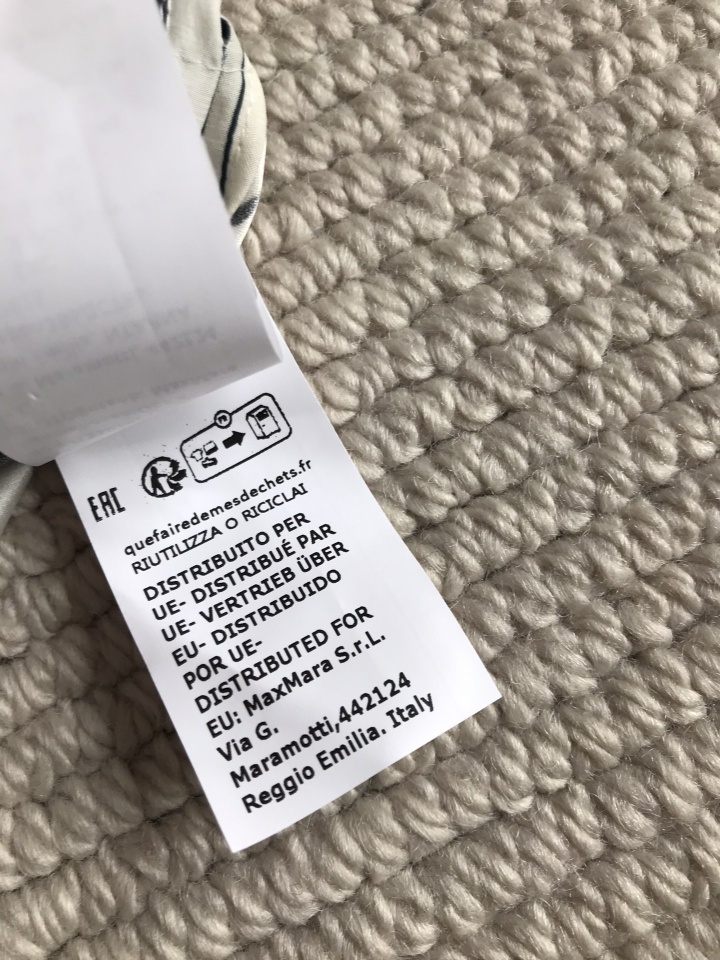 EAC
quefairedemesdechets.fr
RIUTILIZZA O RICICLAI
DISTRIBUITO PER
UE- DISTRIBUÉ PAR
UE- VERTRIEB ÜBER
EU- DISTRIBUIDO
POR UE-
DISTRIBUTED FOR
EU: MaxMara S.r.L.
Via G.
Maramotti,442124
Reggio Emilia. Italy